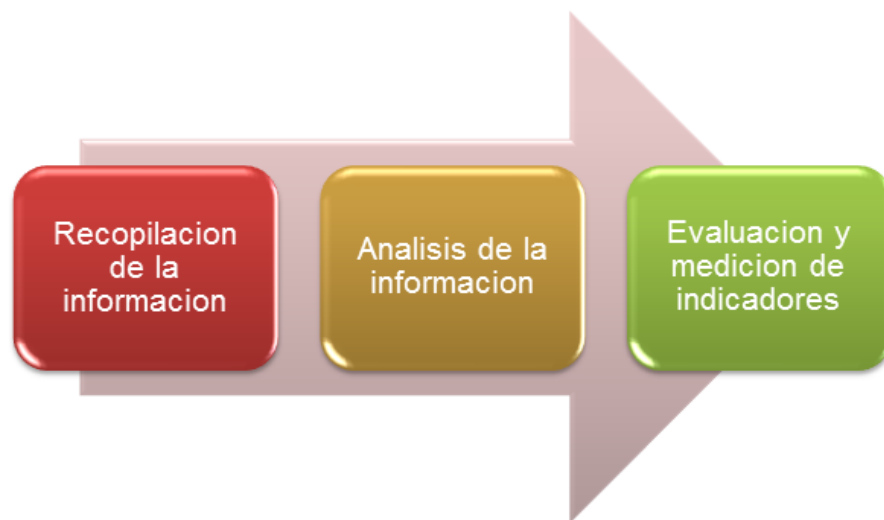 Recopilacion
de la
informacion
Analisis de la
informacion
Evaluacion y
medicion de
indicadores